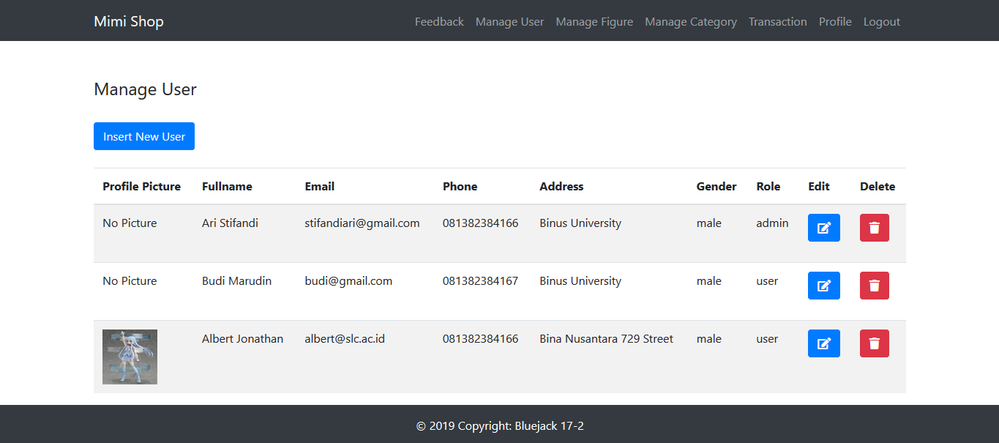 Mimi Shop Feedback Manage User Manage Figure Manage Category Transaction Profile Logout
Manage User
Insert New User
Profile Picture Fullname Email Phone Address Gender Role Edit Delete
No Picture Ari Stifandi stifandiari@gmail.com 081382384166 Binus University male admin
No Picture Budi Marudin budi@gmail.com 081382384167 Binus University male user
Albert Jonathan albert@slc.ac.id 081382384166 Bina Nusantara 729 Street male user
© 2019 Copyright: Bluejack 17-2